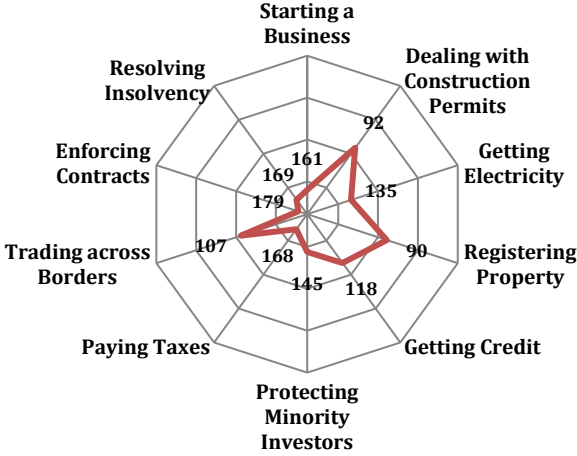 Starting a
Business
Dealing with
Construction
Permits
Getting
Electricity
Registering
Property
Getting Credit
Protecting
Minority
Investors
Paying Taxes
Trading across
Borders
Enforcing
Contracts
Resolving
Insolvency
161
92
135
90
118
145
168
107
179
169